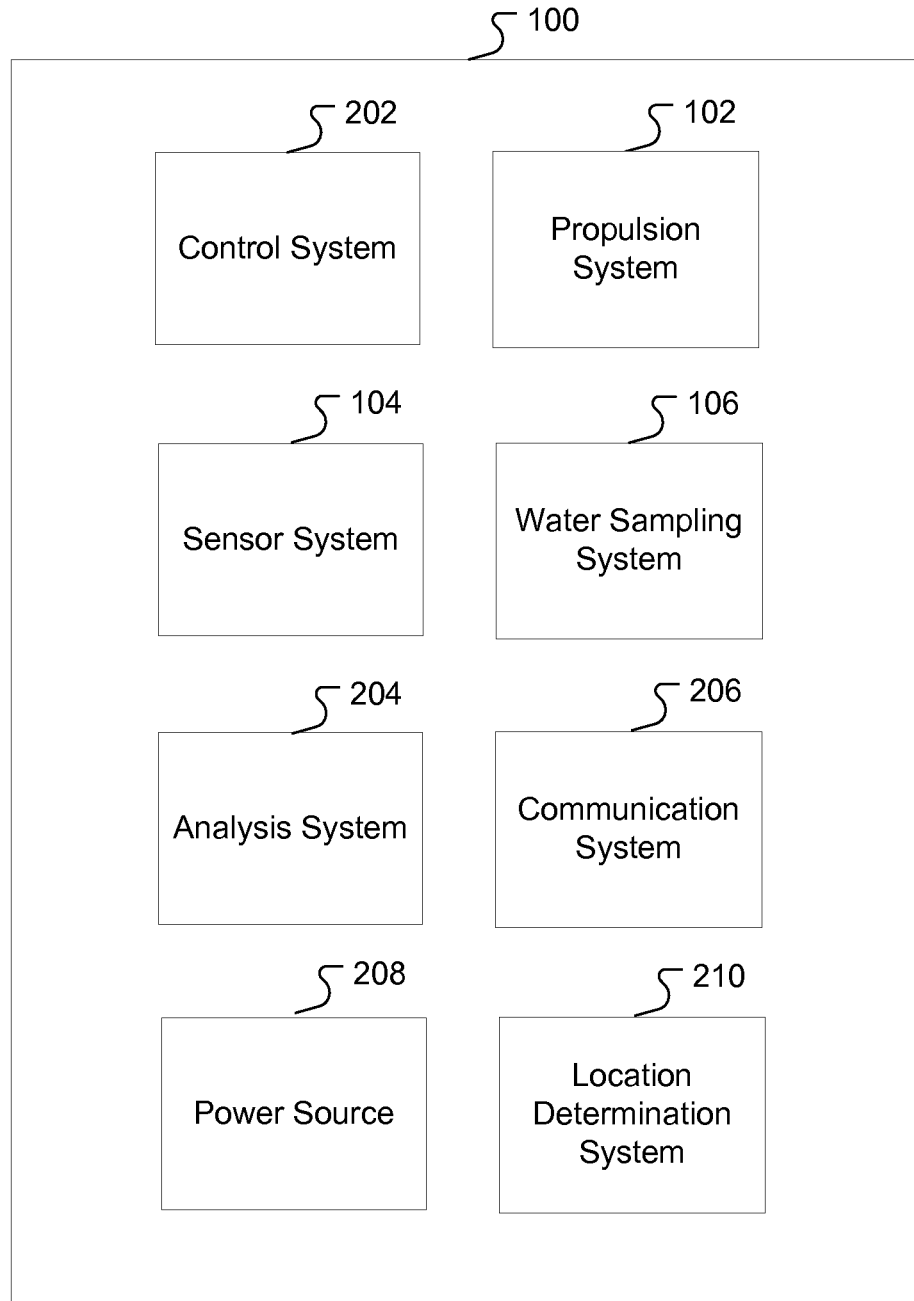 100
202
102
Control System
Propulsion
System
104
106
Sensor System
Water Sampling
System
204
206
Analysis System
Communication
System
208
210
Power Source
Location
Determination
System